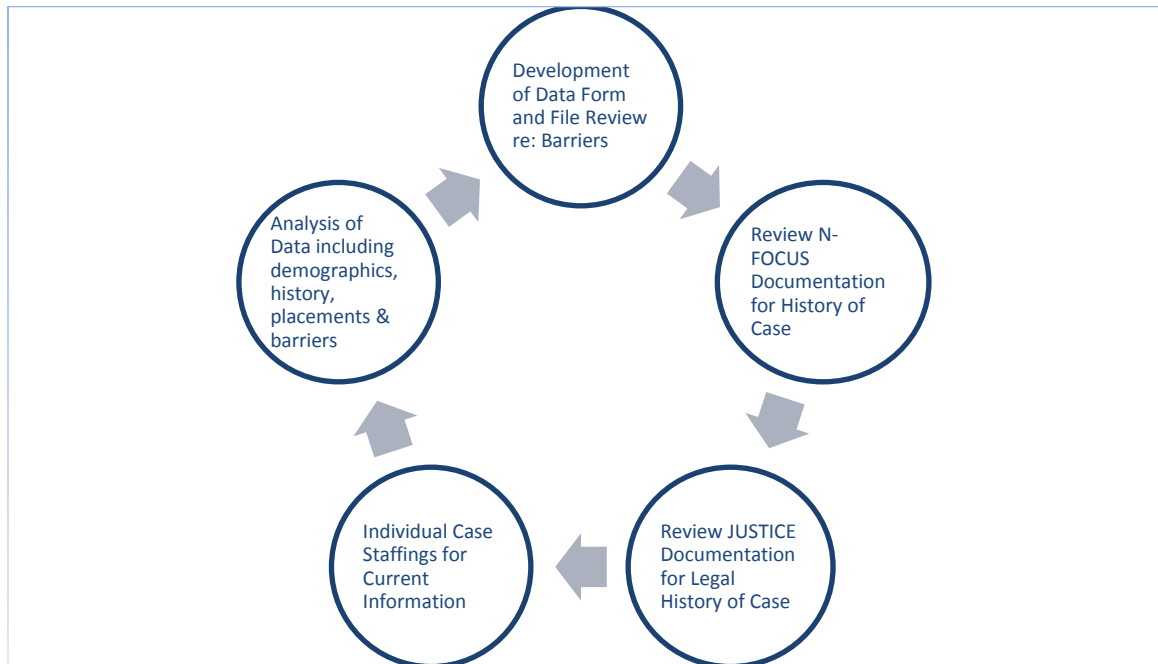 Development
of Data Form
and File Review
re: Barriers
Review N-
FOCUS
Documentation
for History of
Case
Review JUSTICE
Documentation
for Legal
History of Case
Individual Case
Staffings for
Current
Information
Analysis of
Data including
demographics,
history,
placements &
barriers